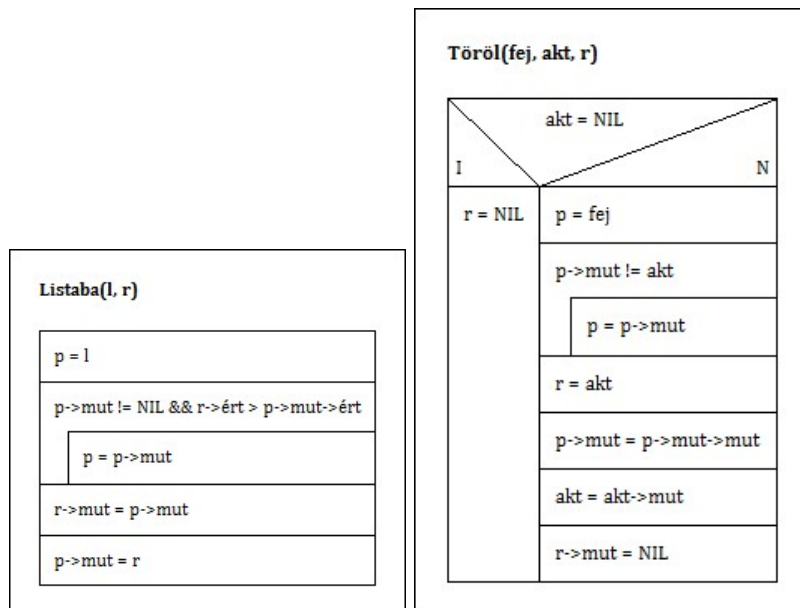 Listaba(l, r)
p = l
p->mut != NIL && r->ért > p->mut->ért
p = p->mut
r->mut = p->mut
p->mut = r
Töröl(fej, akt, r)
akt = NIL
I
N
r = NIL
p = fej
p->mut != akt
p = p->mut
r = akt
p->mut = p->mut->mut
akt = akt->mut
r->mut = NIL